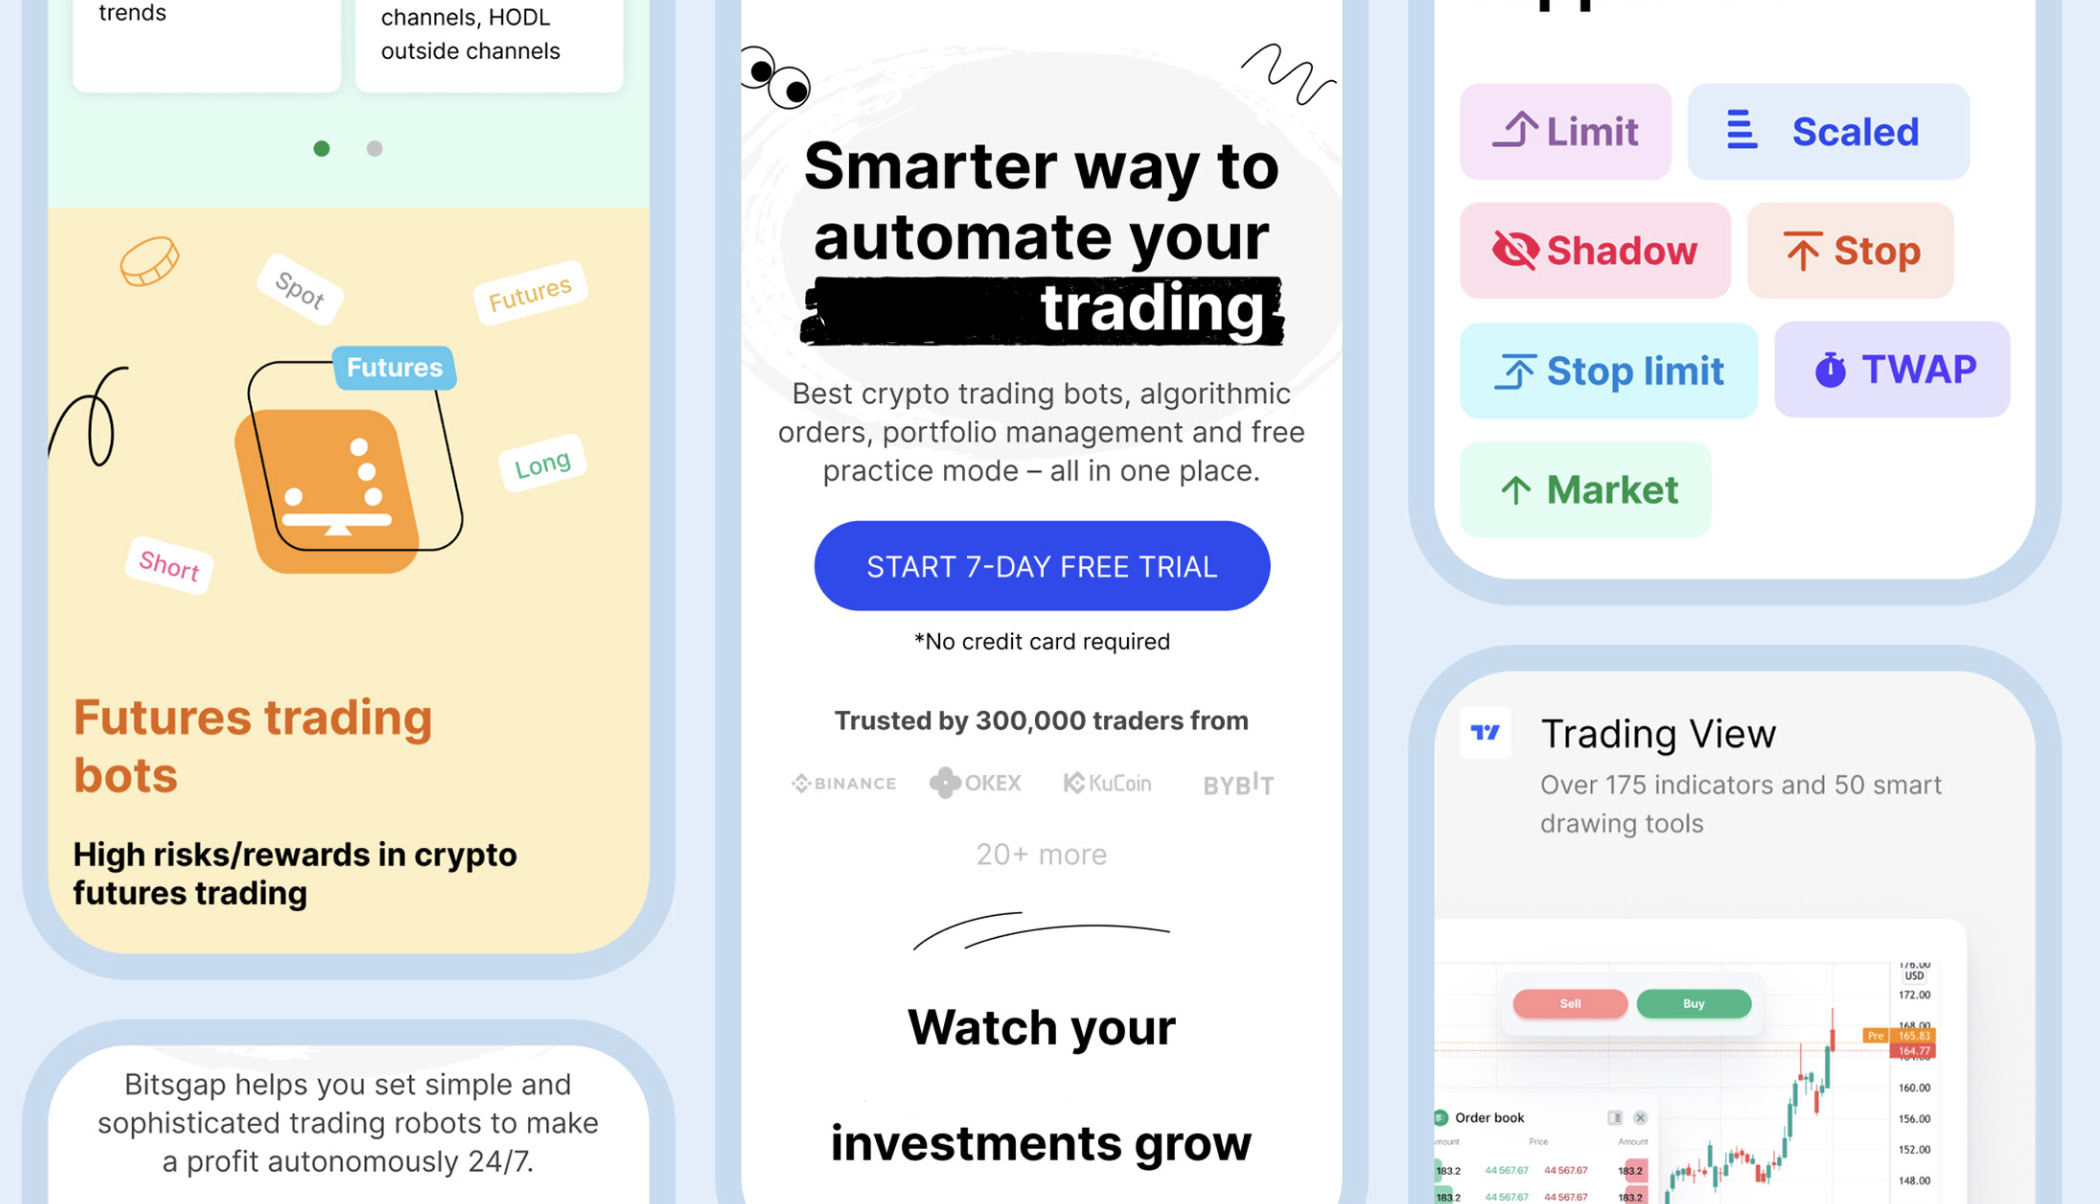 trends
channels, HODL
outside channels
Spot
Futures
Futures
Long
Short
Futures trading
bots
High risks/rewards in crypto
futures trading
Bitsgap helps you set simple and
sophisticated trading robots to make
a profit autonomously 24/7.
Smarter way to
automate your
trading
Best crypto trading bots, algorithmic
orders, portfolio management and free
practice mode – all in one place.
START 7-DAY FREE TRIAL
*No credit card required
Trusted by 300,000 traders from
BINANCE
OKEX
KuCoin
BYBIT
20+ more
Watch your
investments grow
Limit
Scaled
Shadow
Stop
Stop limit
TWAP
Market
Trading View
Over 175 indicators and 50 smart
drawing tools
Sell
Buy
176.00
USD
172.00
168.00
Pre 165.83
164.77
160.00
156.00
152.00
148.00
Order book
Price Amount
183.2 44 567.67 44 567.67 183.2
183.2 44 567.67 44 567.67 183.2